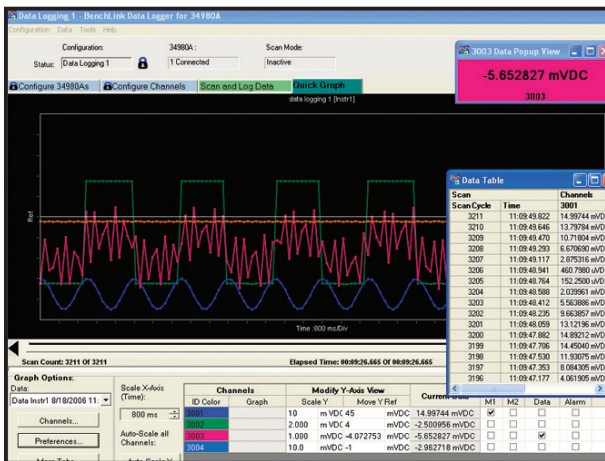 Data Logging 1 - BenchLink Data Logger for 34980A
Configuration Data Tools Help
Configuration: 34980A: Scan Mode:
Status: Data Logging 1 1 Connected Inactive
Configure 34980As Configure Channels Scan and Log Data Quick Graph
data logging 1 [Instr1]
Ref
Time :800 ms/Div
3003 Data Popup View
-5.652827 mVDC
3003
Data Table
Scan Channels
Scan Cycle Time 3001
3211 11:09:49.822 14.99744 mVD
3210 11:09:49.646 13.79784 mVD
3209 11:09:49.470 10.71804 mVD
3208 11:09:49.293 6.670690 mVD
3207 11:09:49.117 2.875316 mVD
3206 11:09:48.941 460.7980 uVD
3205 11:09:48.764 152.2500 uVD
3204 11:09:48.588 2.039961 mVD
3203 11:09:48.412 5.563886 mVD
3202 11:09:48.235 9.663857 mVD
3201 11:09:48.059 13.12196 mVD
3200 11:09:47.882 14.89212 mVD
3199 11:09:47.706 14.45040 mVD
3198 11:09:47.530 11.93075 mVD
3197 11:09:47.353 8.084305 mVD
3196 11:09:47.177 4.061905 mVD
Scan Count: 3211 Of 3211 Elapsed Time: 00:09:26.665 Of 00:09:26.665
Graph Options:
Data:
Data Instr1 8/18/2006 11:
Channels...
Preferences...
Scale X-Axis
(Time):
800 ms
Auto-Scale all
Channels:
Auto Scale Y
Channels Modify Y-Axis View
ID Color Graph Scale Y Move Y Ref M1 M2 Data Alarm
3001 10 m VDC 45 mVDC 14.99744 mVDC
3002 2.000 m VDC 4 mVDC -2.500956 mVDC
3003 1.000 mVDC -4.072753 mVDC -5.652827 mVDC
3004 10.0 mVDC -1 mVDC -2.962718 mVDC